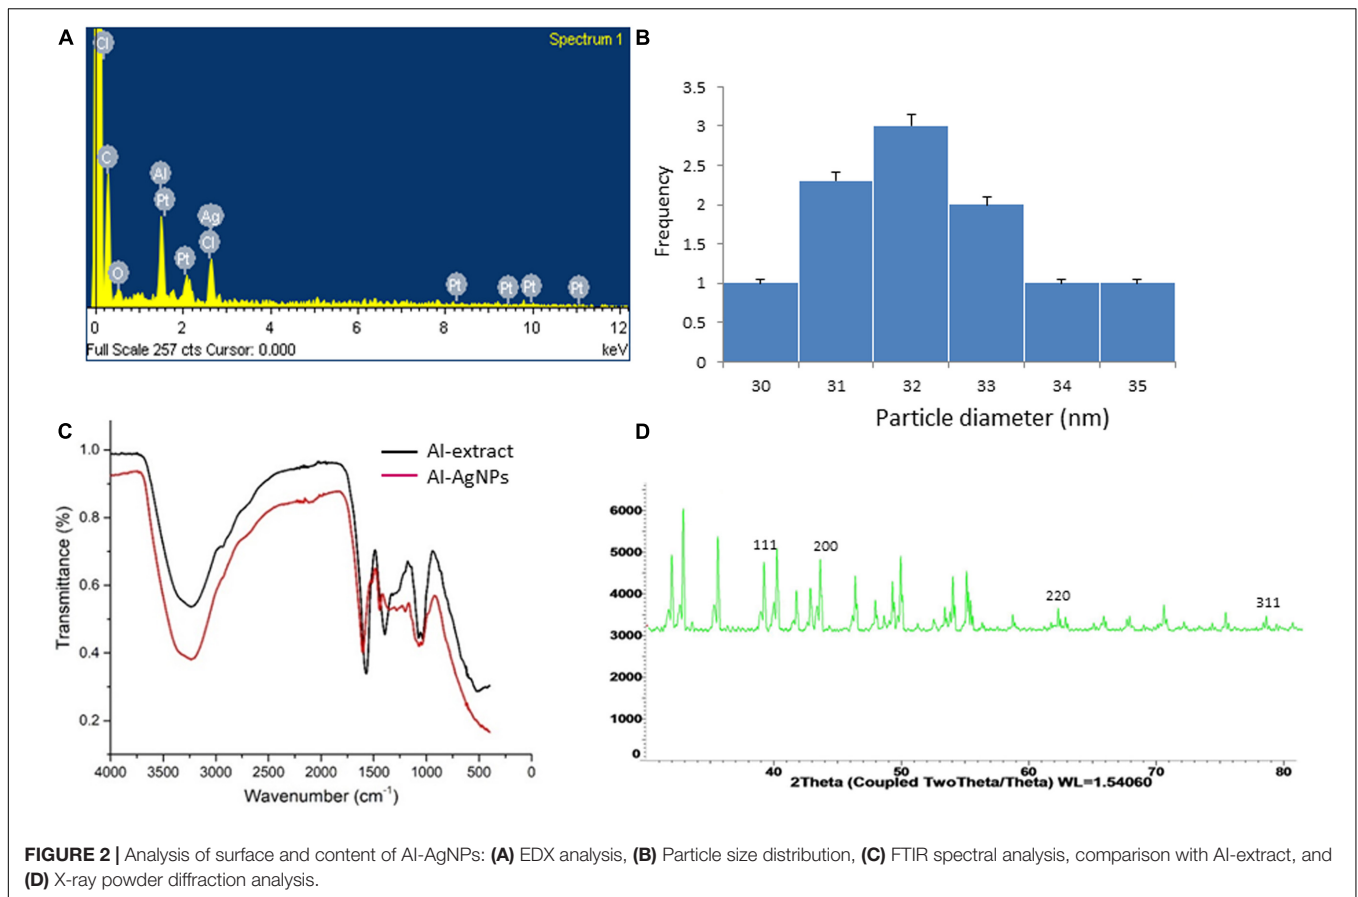 A
Spectrum 1
Cl
C
Al
Pt
Ag
Cl
O
Pt
Pt
Pt
Pt
Pt
0 2 4 6 8 10 12
Full Scale 257 cts Cursor: 0.000 keV
B
3.5
3
2.5
2
1.5
1
0.5
0
Frequency
30 31 32 33 34 35
Particle diameter (nm)
C
AI-extract
AI-AgNPs
1.0
0.8
0.6
0.4
0.2
Transmittance (%)
4000 3500 3000 2500 2000 1500 1000 500 0
Wavenumber (cm-1)
D
6000
5000
4000
3000
2000
1000
0
111
200
220
311
40 50 60 70 80
2Theta (Coupled TwoTheta/Theta) WL=1.54060
FIGURE 2 | Analysis of surface and content of AI-AgNPs: (A) EDX analysis, (B) Particle size distribution, (C) FTIR spectral analysis, comparison with AI-extract, and
(D) X-ray powder diffraction analysis.